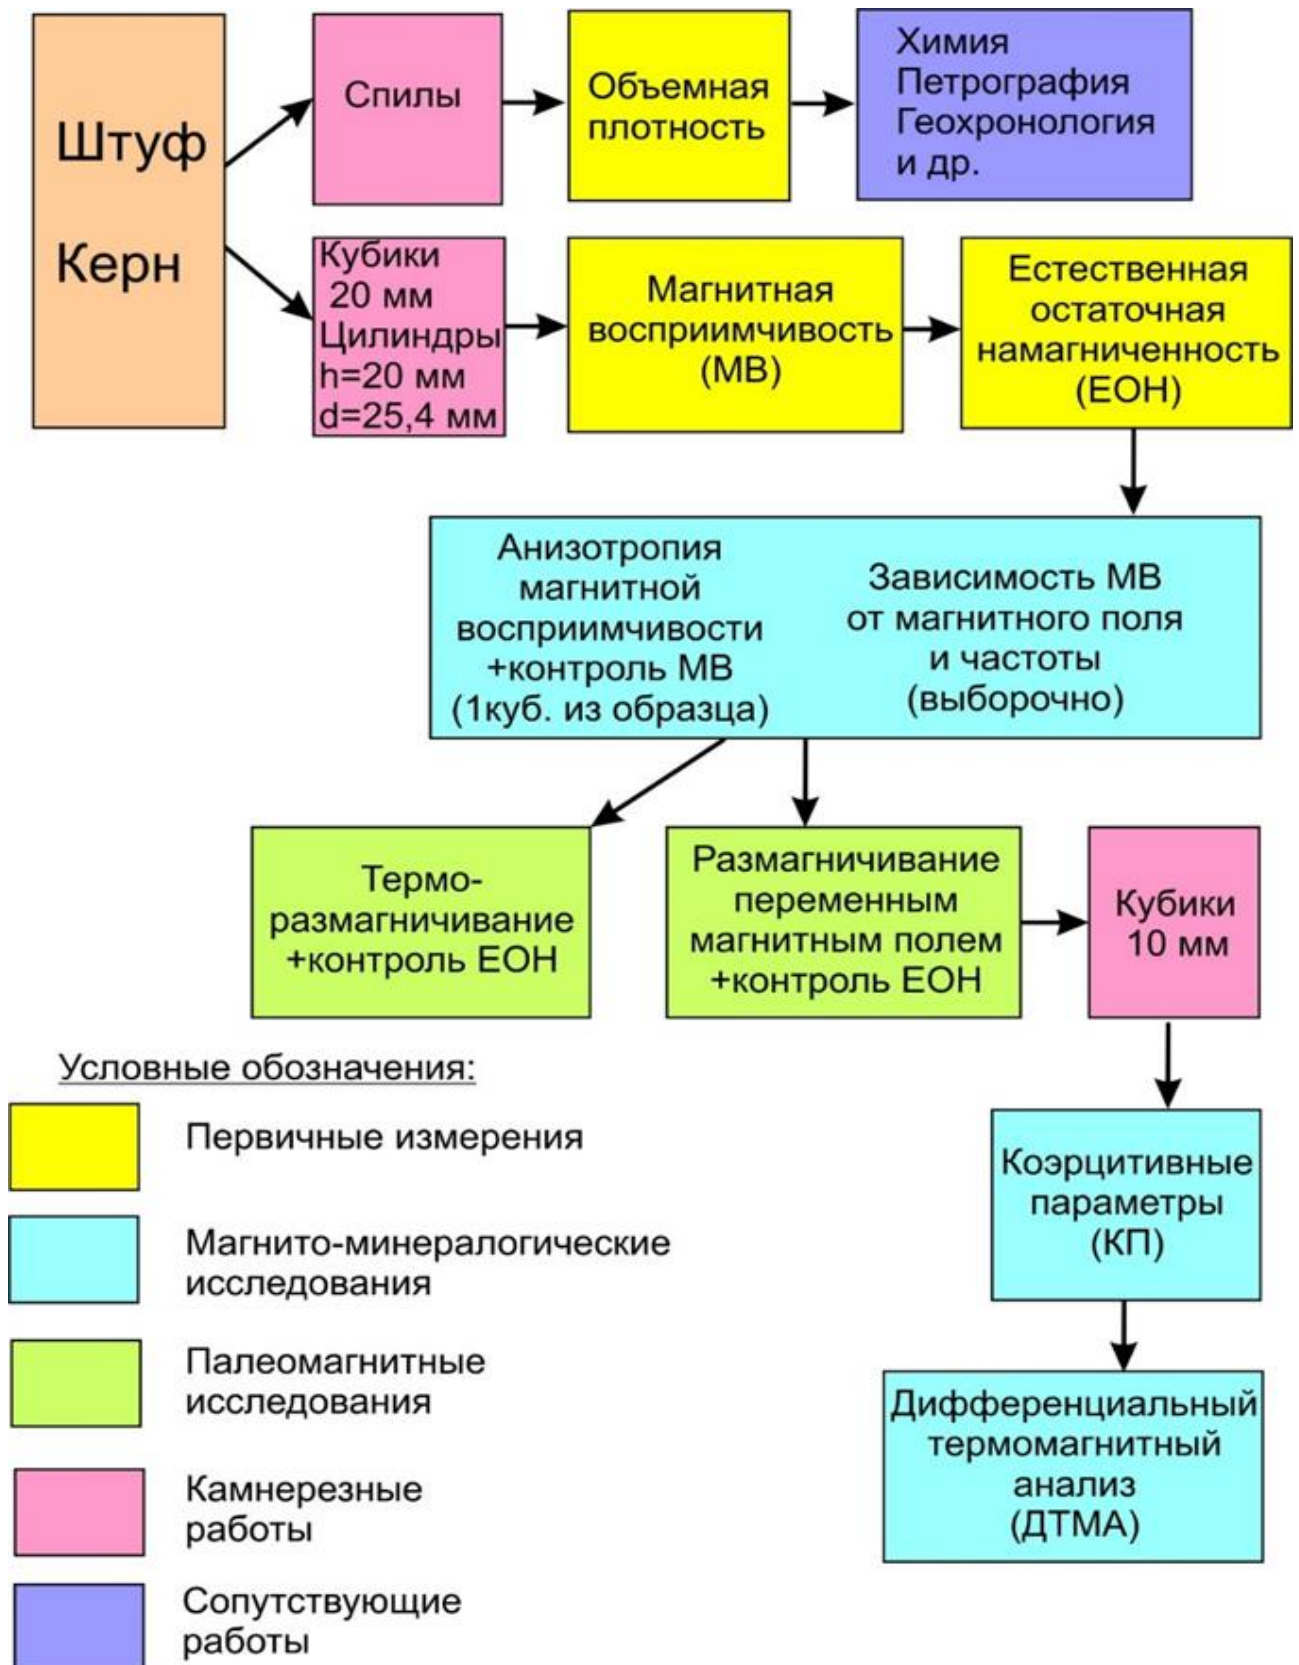 Штуф
Керн
Спилы
Объемная
плотность
Химия
Петрография
Геохронология
и др.
Кубики
20 мм
Цилиндры
h=20 мм
d=25,4 мм
Магнитная
восприимчивость
(МВ)
Естественная
остаточная
намагниченность
(ЕОН)
Анизотропия
магнитной
восприимчивости
+контроль МВ
(1куб. из образца)
Зависимость МВ
от магнитного поля
и частоты
(выборочно)
Термо-
размагничивание
+контроль ЕОН
Размагничивание
переменным
магнитным полем
+контроль ЕОН
Кубики
10 мм
Коэрцитивные
параметры
(КП)
Дифференциальный
термомагнитный
анализ
(ДТМА)
Условные обозначения:
Первичные измерения
Магнито-минералогические
исследования
Палеомагнитные
исследования
Камнерезные
работы
Сопутствующие
работы